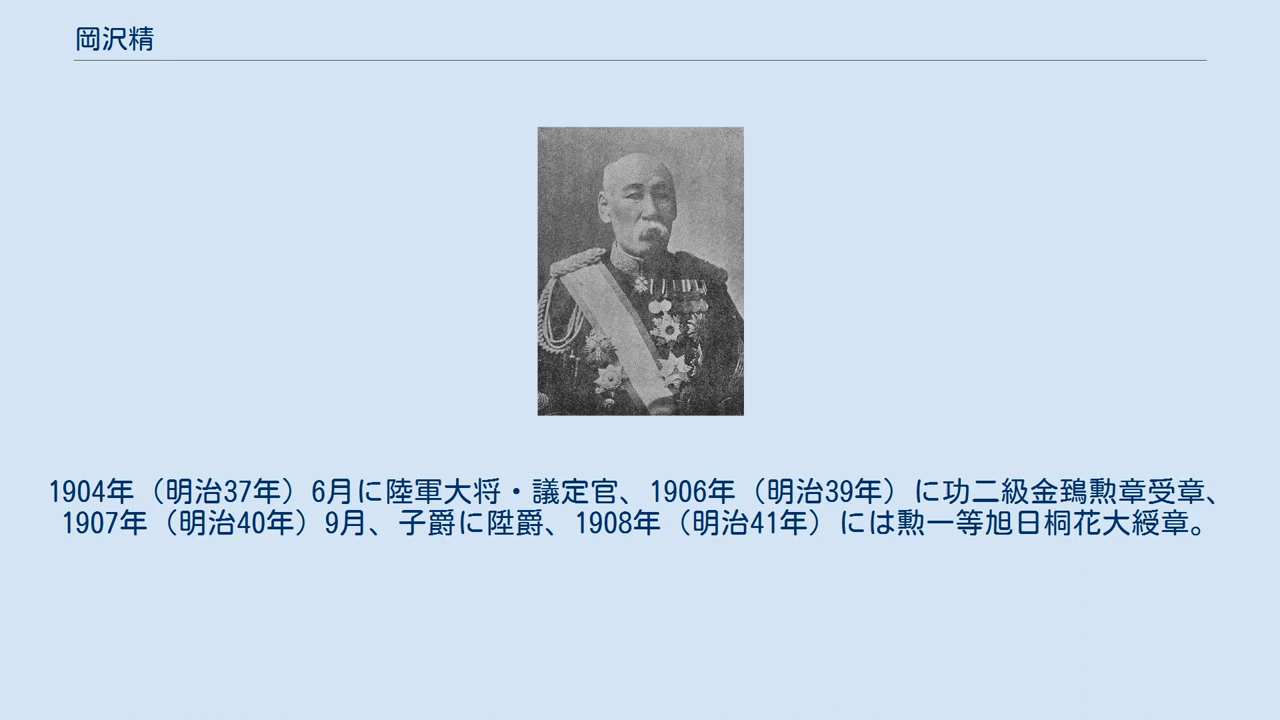 岡沢精
1904年（明治37年）6月に陸軍大将・議定官、1906年（明治39年）に功二級金鵄勲章受章、
1907年（明治40年）9月、子爵に陞爵、1908年（明治41年）には勲一等旭日桐花大綬章。